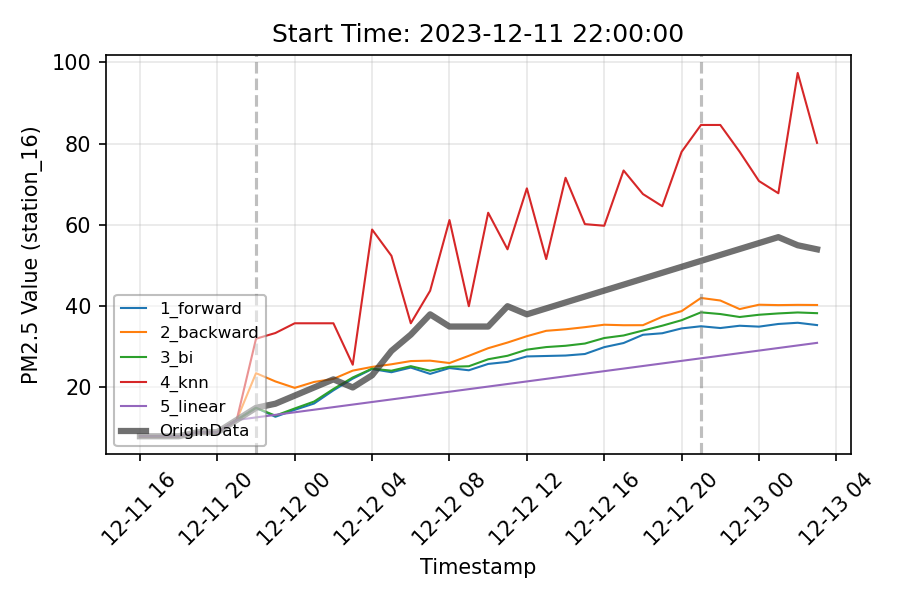 Start Time: 2023-12-11 22:00:00
PM2.5 Value (station_16)
100
80
60
40
20
1_forward
2_backward
3_bi
4_knn
5_linear
OriginData
12-11 16
12-11 20
12-12 00
12-12 04
12-12 08
12-12 12
12-12 16
12-12 20
12-13 00
12-13 04
Timestamp